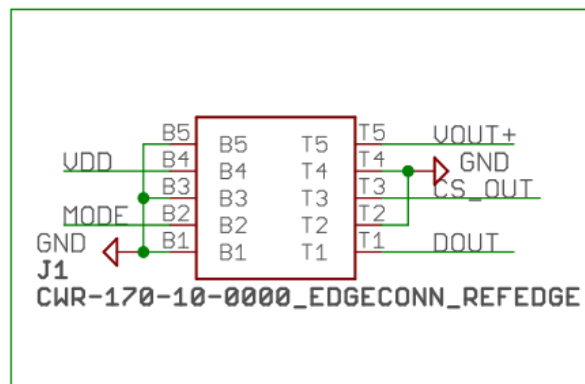 B5 B5 T5 T5 VOUT+
VDD B4 B4 T4 T4 GND
B3 B3 T3 T3 CS_OUT
MODE B2 B2 T2 T2
GND B1 B1 T1 T1 DOUT
J1
CWR-170-10-0000_EDGECONN_REFEDGE